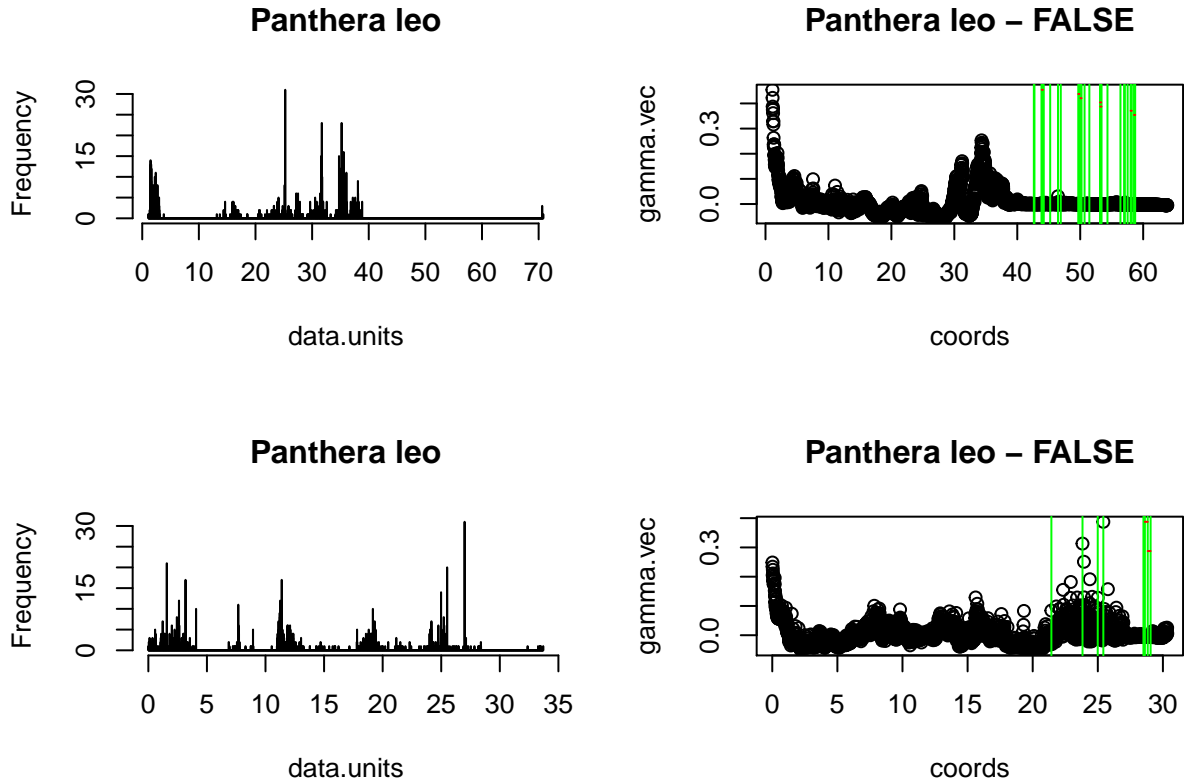 Panthera leo
Frequency
30
15
0
0 10 20 30 40 50 60 70
data.units
Panthera leo − FALSE
gamma.vec
0.3
0.0
0 10 20 30 40 50 60
coords
Panthera leo
Frequency
30
15
0
0 5 10 15 20 25 30 35
data.units
Panthera leo − FALSE
gamma.vec
0.3
0.0
0 5 10 15 20 25 30
coords